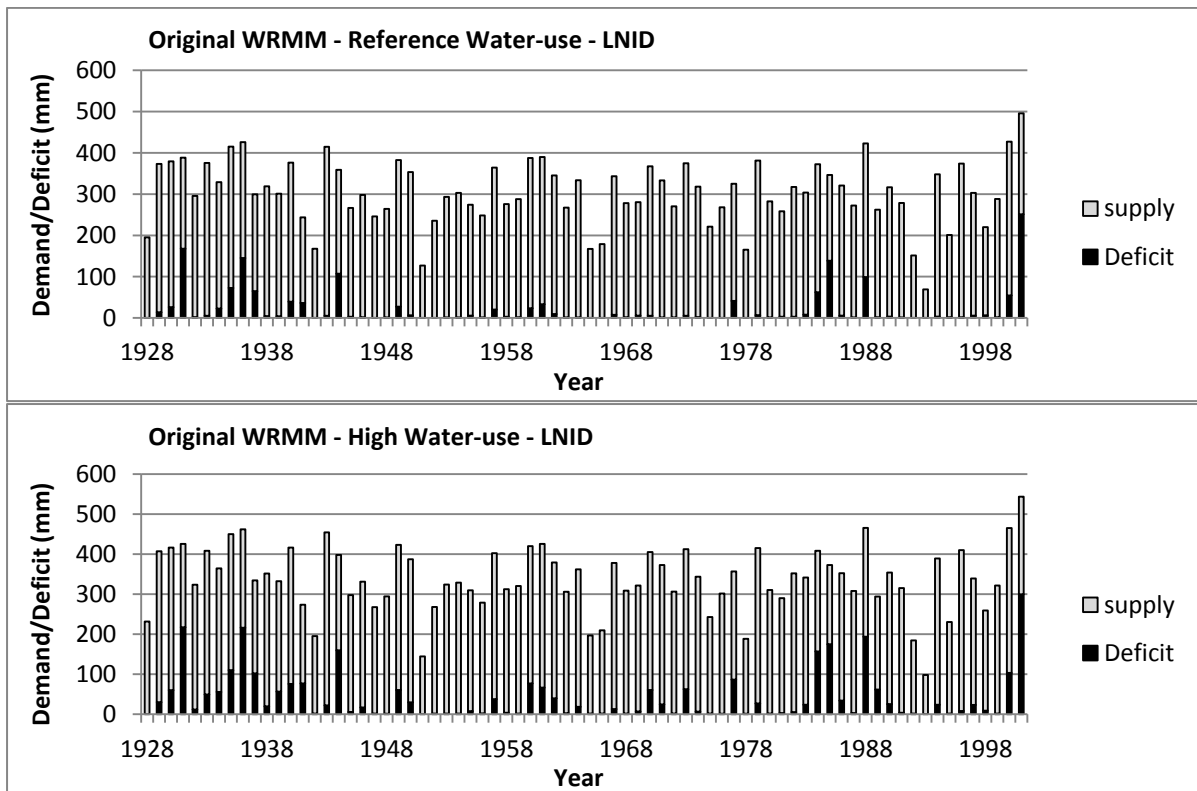 Original WRMM - Reference Water-use - LNID
Demand/Deficit (mm)
600
500
400
300
200
100
0
1928 1938 1948 1958 1968 1978 1988 1998
Year
supply
Deficit
Original WRMM - High Water-use - LNID
Demand/Deficit (mm)
600
500
400
300
200
100
0
1928 1938 1948 1958 1968 1978 1988 1998
Year
supply
Deficit